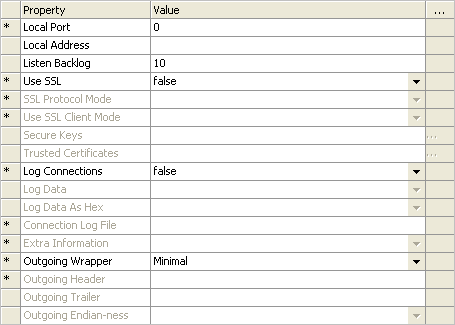 Property Value ...
* Local Port 0
Local Address
Listen Backlog 10
* Use SSL false
* SSL Protocol Mode
* Use SSL Client Mode
Secure Keys ...
Trusted Certificates ...
* Log Connections false
Log Data
Log Data As Hex
* Connection Log File
* Extra Information
* Outgoing Wrapper Minimal
* Outgoing Header
Outgoing Trailer
Outgoing Endian-ness